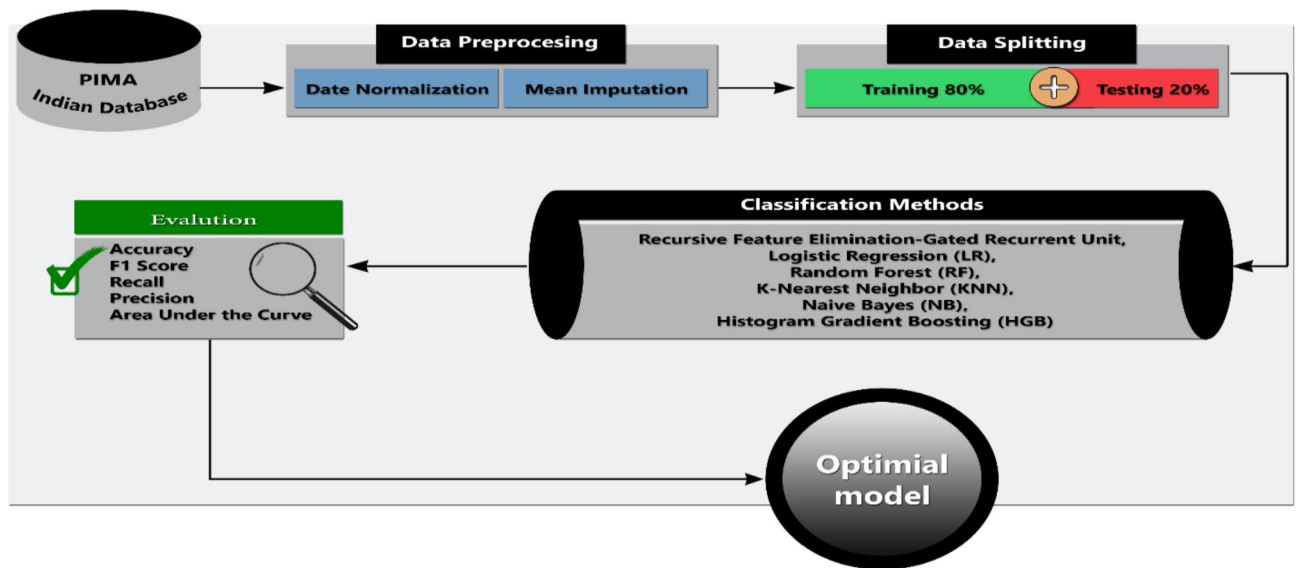 PIMA
Indian Database
Data Preprocesing
Date Normalization
Mean Imputation
Data Splitting
Training 80%
Testing 20%
Classification Methods
Recursive Feature Elimination-Gated Recurrent Unit,
Logistic Regression (LR),
Random Forest (RF),
K-Nearest Neighbor (KNN),
Naive Bayes (NB),
Histogram Gradient Boosting (HGB)
Evalution
Accuracy
F1 Score
Recall
Precision
Area Under the Curve
Optimial
model